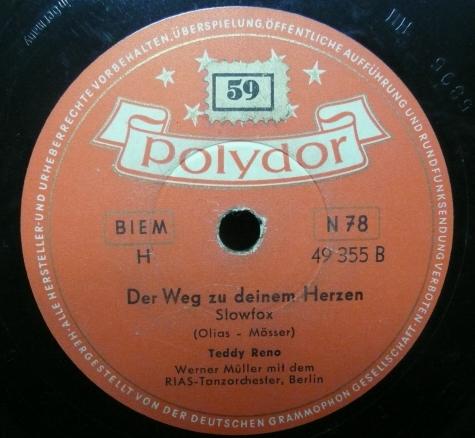 ALLE HERSTELLER- UND URHEBERRECHTE VORBEHALTEN. ÜBERSPIELUNG, ÖFFENTLICHE AUFFÜHRUNG UND RUNDFUNKSENDUNG VERBOTEN
59
polydor
BIEM
N 78
H
49 355 B
Der Weg zu deinem Herzen
Slowfox
(Olias - Mösser)
Teddy Reno
Werner Müller mit dem
RIAS-Tanzorchester, Berlin
HERGESTELLT VON DER DEUTSCHEN GRAMMOPHON GESELLSCHAFT